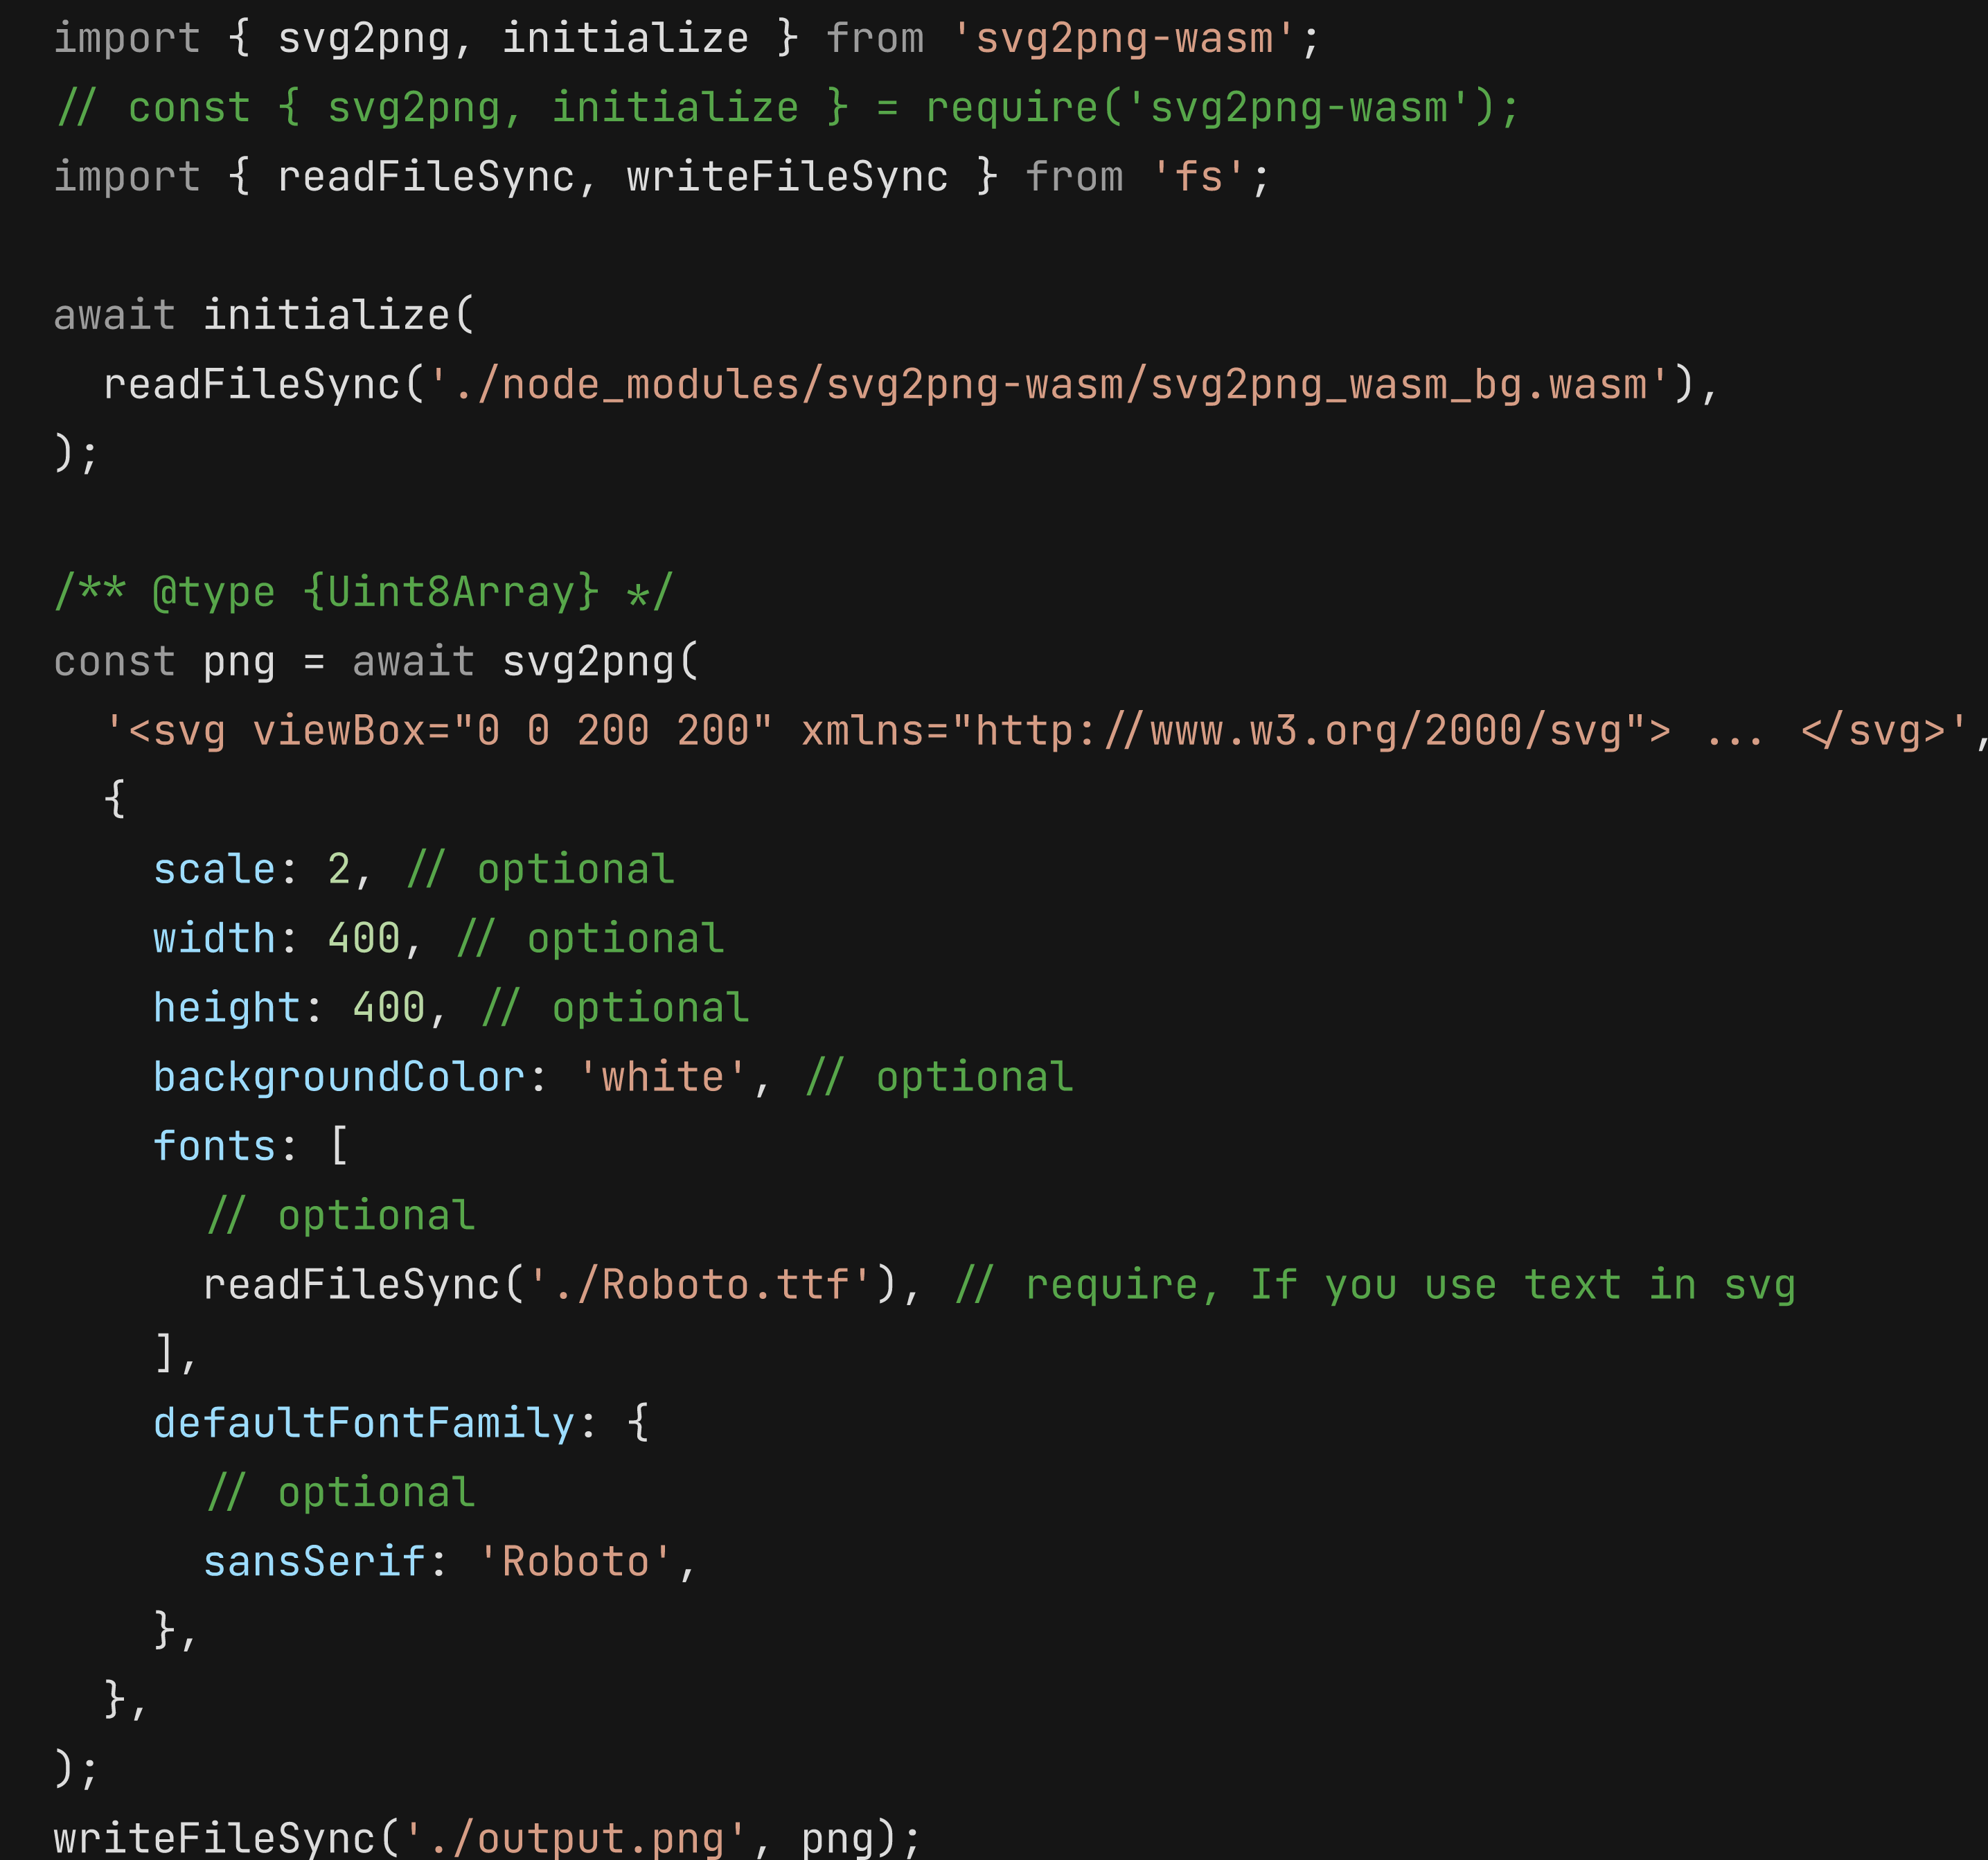 import { svg2png, initialize } from 'svg2png-wasm';
// const { svg2png, initialize } = require('svg2png-wasm');
import { readFileSync, writeFileSync } from 'fs';

await initialize(
  readFileSync('./node_modules/svg2png-wasm/svg2png_wasm_bg.wasm'),
);

/** @type {Uint8Array} */
const png = await svg2png(
  '<svg viewBox="0 0 200 200" xmlns="http://www.w3.org/2000/svg"> ... </svg>',
  {
    scale: 2, // optional
    width: 400, // optional
    height: 400, // optional
    backgroundColor: 'white', // optional
    fonts: [
      // optional
      readFileSync('./Roboto.ttf'), // require, If you use text in svg
    ],
    defaultFontFamily: {
      // optional
      sansSerif: 'Roboto',
    },
  },
);
writeFileSync('./output.png', png);